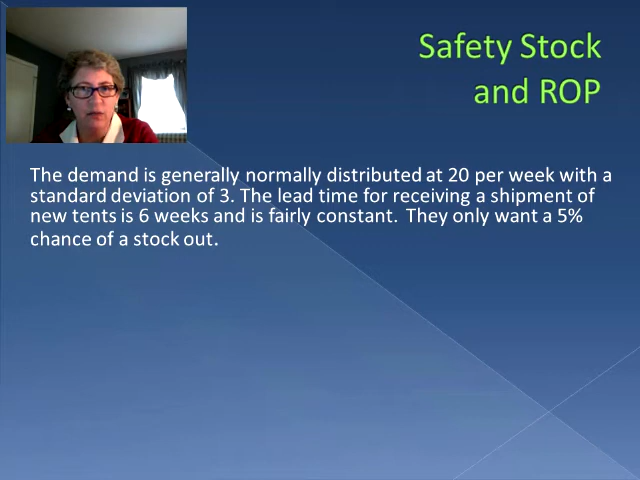 Safety Stock
and ROP
The demand is generally normally distributed at 20 per week with a
standard deviation of 3. The lead time for receiving a shipment of
new tents is 6 weeks and is fairly constant.  They only want a 5%
chance of a stock out.